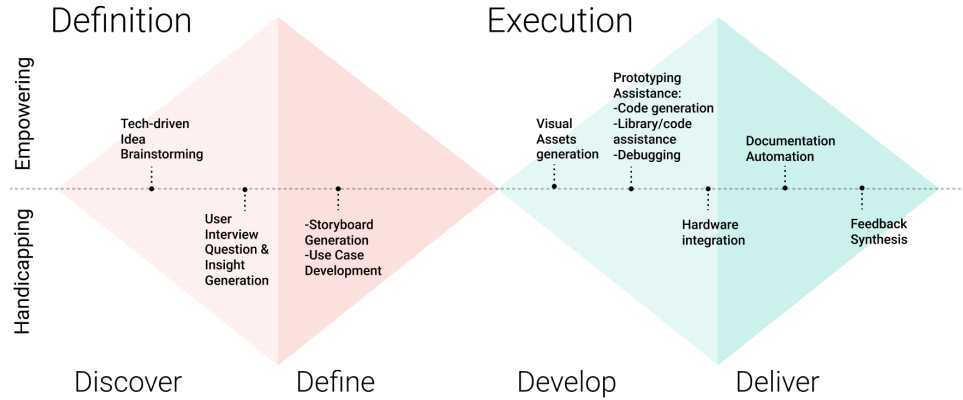 Definition
Execution
Empowering
Handicapping
Tech-driven
Idea
Brainstorming
User
Interview
Question &
Insight
Generation
-Storyboard
Generation
-Use Case
Development
Visual
Assets
generation
Prototyping
Assistance:
-Code generation
-Library/code
assistance
-Debugging
Hardware
integration
Documentation
Automation
Feedback
Synthesis
Discover
Define
Develop
Deliver